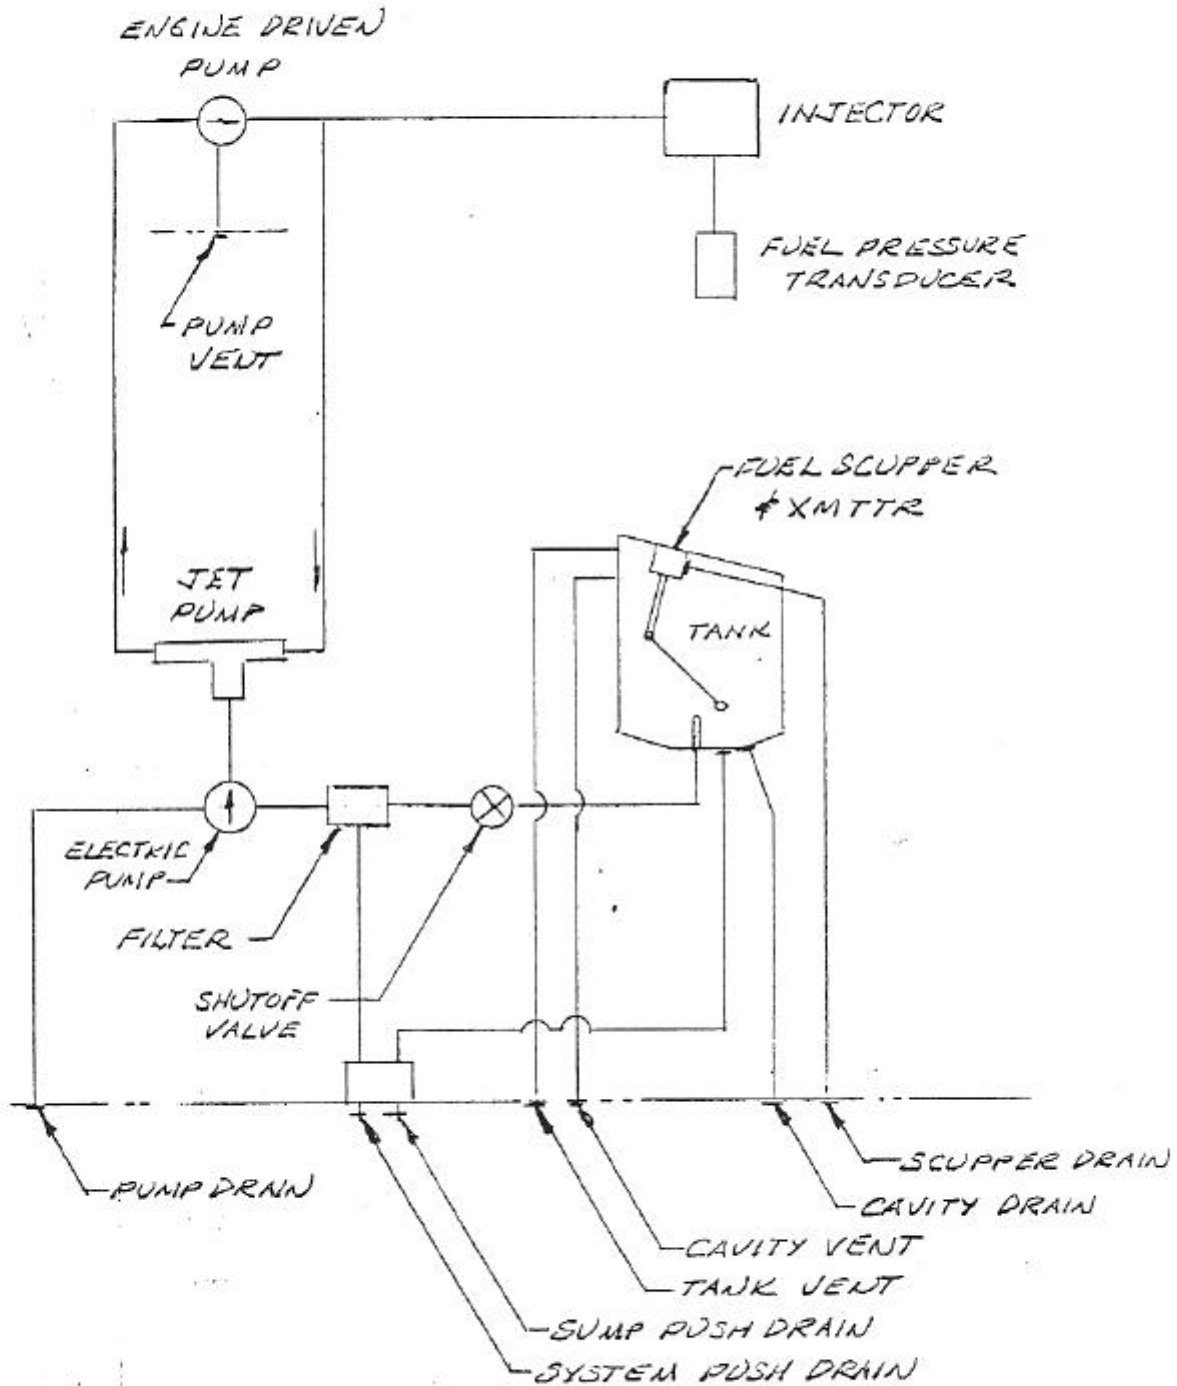 ENGINE DRIVEN
PUMP
INJECTOR
FUEL PRESSURE
TRANSDUCER
PUMP
VENT
FUEL SCUPPER
& XMTTR
JET
PUMP
TANK
ELECTRIC
PUMP
FILTER
SHUTOFF
VALVE
PUMP DRAIN
SCUPPER DRAIN
CAVITY DRAIN
CAVITY VENT
TANK VENT
SUMP PUSH DRAIN
SYSTEM PUSH DRAIN